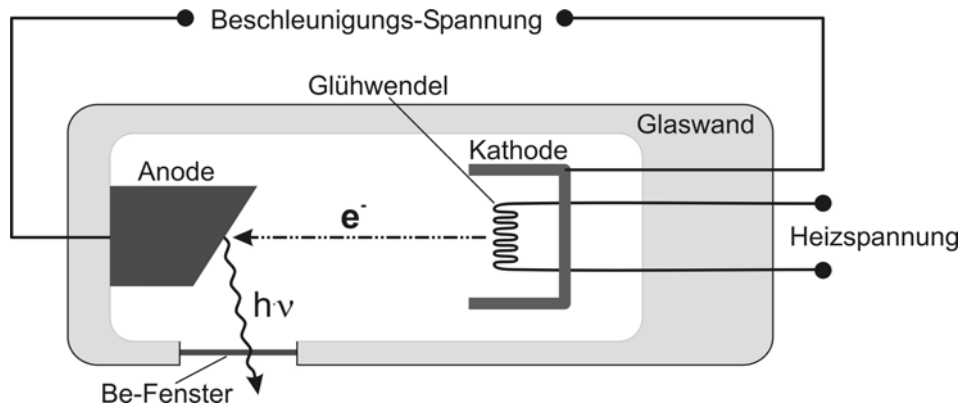 Beschleunigungs-Spannung
Glühwendel
Glaswand
Kathode
Anode
e-
Heizspannung
h·ν
Be-Fenster